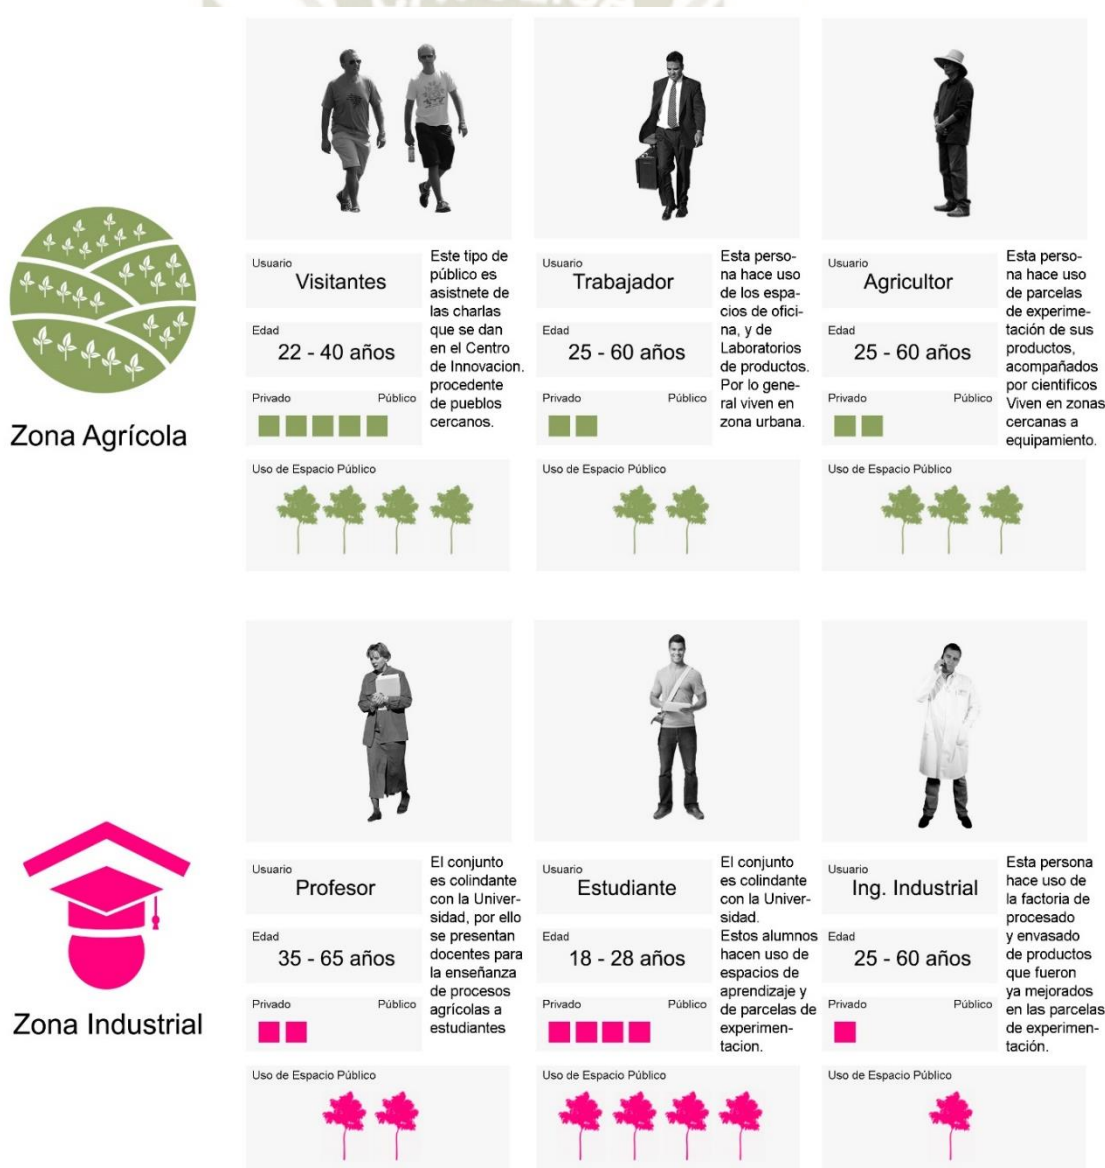 Usuario
Visitantes
Edad
22 - 40 años
Privado Público
Este tipo de
público es
asistnete de
las charlas
que se dan
en el Centro
de Innovacion.
procedente
de pueblos
cercanos.
Uso de Espacio Público
Usuario
Trabajador
Edad
25 - 60 años
Privado Público
Esta perso-
na hace uso
de los espa-
cios de ofici-
na, y de
Laboratorios
de productos.
Por lo gene-
ral viven en
zona urbana.
Uso de Espacio Público
Usuario
Agricultor
Edad
25 - 60 años
Privado Público
Esta perso-
na hace uso
de parcelas
de experime-
tación de sus
productos,
acompañados
por cientificos
Viven en zonas
cercanas a
equipamiento.
Uso de Espacio Público
Zona Agrícola
Usuario
Profesor
Edad
35 - 65 años
Privado Público
El conjunto
es colindante
con la Univer-
sidad, por ello
se presentan
docentes para
la enseñanza
de procesos
agrícolas a
estudiantes
Uso de Espacio Público
Usuario
Estudiante
Edad
18 - 28 años
Privado Público
El conjunto
es colindante
con la Univer-
sidad.
Estos alumnos
hacen uso de
espacios de
aprendizaje y
de parcelas de
experimen-
tacion.
Uso de Espacio Público
Usuario
Ing. Industrial
Edad
25 - 60 años
Privado Público
Esta persona
hace uso de
la factoria de
procesado
y envasado
de productos
que fueron
ya mejorados
en las parcelas
de experimen-
tación.
Uso de Espacio Público
Zona Industrial